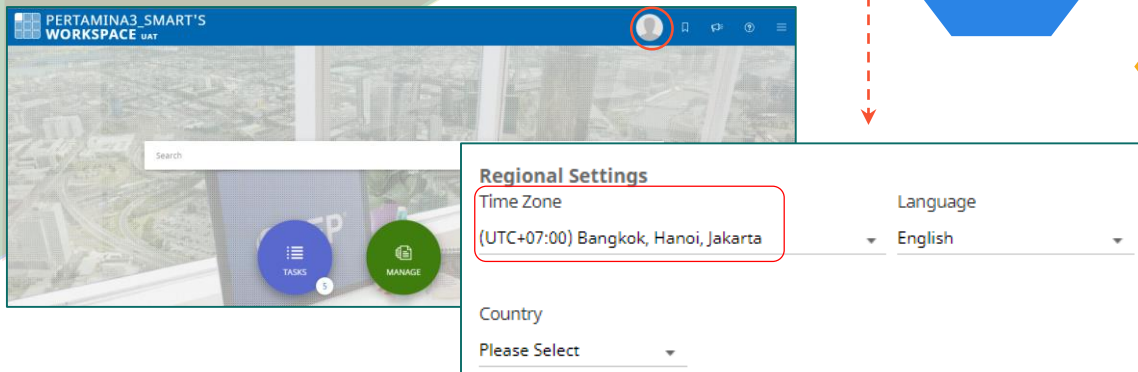 PERTAMINA3_SMART'S
WORKSPACE UAT
Search
TASKS
5
MANAGE
Regional Settings
Time Zone
Language
(UTC+07:00) Bangkok, Hanoi, Jakarta
English
Country
Please Select